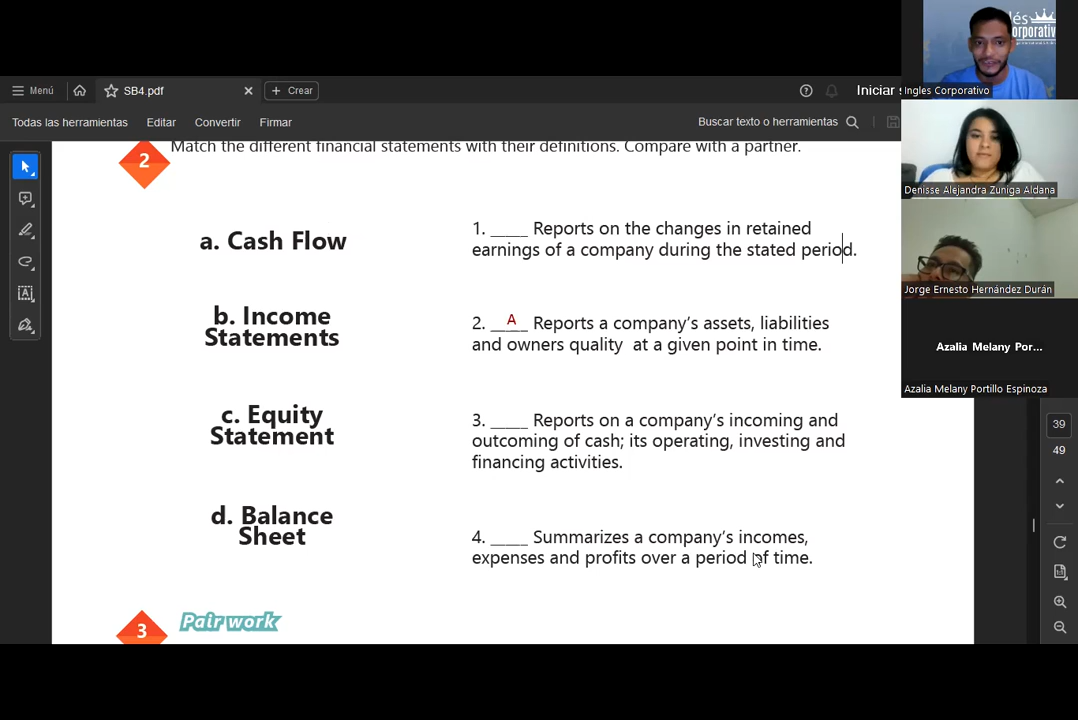 Menú
SB4.pdf
Crear
Iniciar s
Todas las herramientas
Editar
Convertir
Firmar
Buscar texto o herramientas
2
Match the different financial statements with their definitions. Compare with a partner.
a. Cash Flow
b. Income
Statements
c. Equity
Statement
d. Balance
Sheet
1. _____ Reports on the changes in retained
earnings of a company during the stated period.
2. __A__ Reports a company's assets, liabilities
and owners quality at a given point in time.
3. _____ Reports on a company's incoming and
outcoming of cash; its operating, investing and
financing activities.
4. _____ Summarizes a company's incomes,
expenses and profits over a period of time.
3
Pair work
39
49
és
orporativ
Ingles Corporativo
Denisse Alejandra Zuniga Aldana
Jorge Ernesto Hernández Durán
Azalia Melany Por...
Azalia Melany Portillo Espinoza